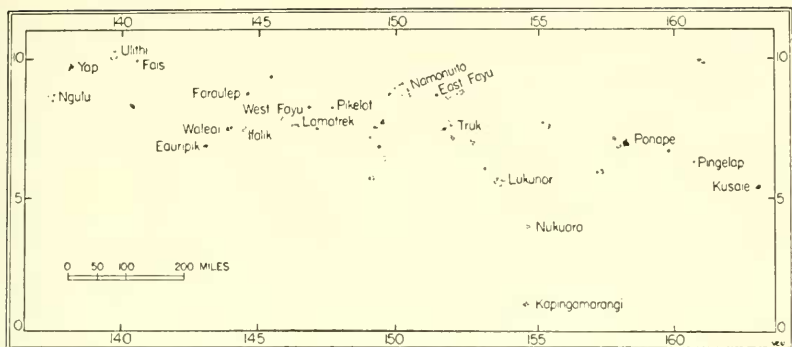 140 145 150 155 160
10 10
Ulithi
Yap
Fais
Namonuito
East Fayu
Ngulu
Faraulep
West Fayu
Pikelot
Lamotrek
Woleai
Ifalik
Truk
Ponape
Eauripik
Pingelap
Lukunor
Kusaie
5 5
Nukuoro
0 50 100 200 MILES
Kapingamarangi
0 0
140 145 150 155 160